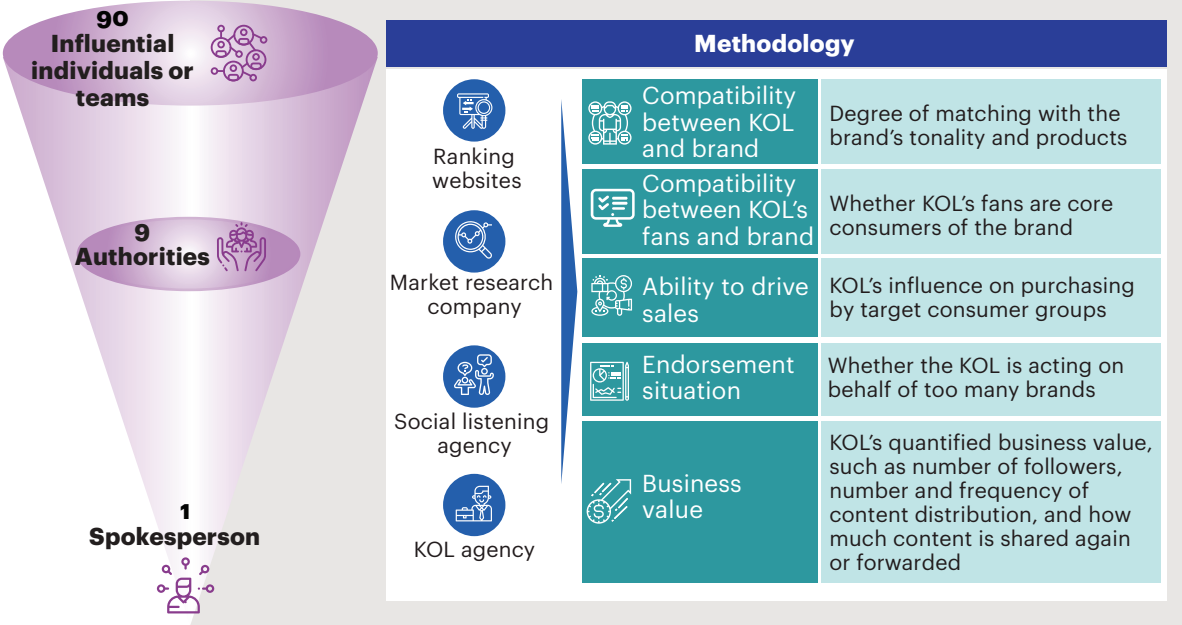 90
Influential
individuals or
teams
9
Authorities
1
Spokesperson
Methodology
Ranking
websites
Market research
company
Social listening
agency
KOL agency
Compatibility
between KOL
and brand
Degree of matching with the
brand’s tonality and products
Compatibility
between KOL’s
fans and brand
Whether KOL’s fans are core
consumers of the brand
Ability to drive
sales
KOL’s influence on purchasing
by target consumer groups
Endorsement
situation
Whether the KOL is acting on
behalf of too many brands
Business
value
KOL’s quantified business value,
such as number of followers,
number and frequency of
content distribution, and how
much content is shared again
or forwarded